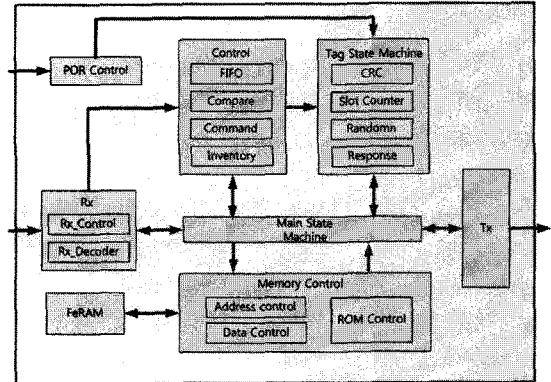 POR Control
Control
FIFO
Compare
Command
Inventory
Tag State Machine
CRC
Slot Counter
Randomn
Response
Rx
Rx_Control
Rx_Decoder
Main State
Machine
Tx
FeRAM
Memory Control
Address control
Data Control
ROM Control